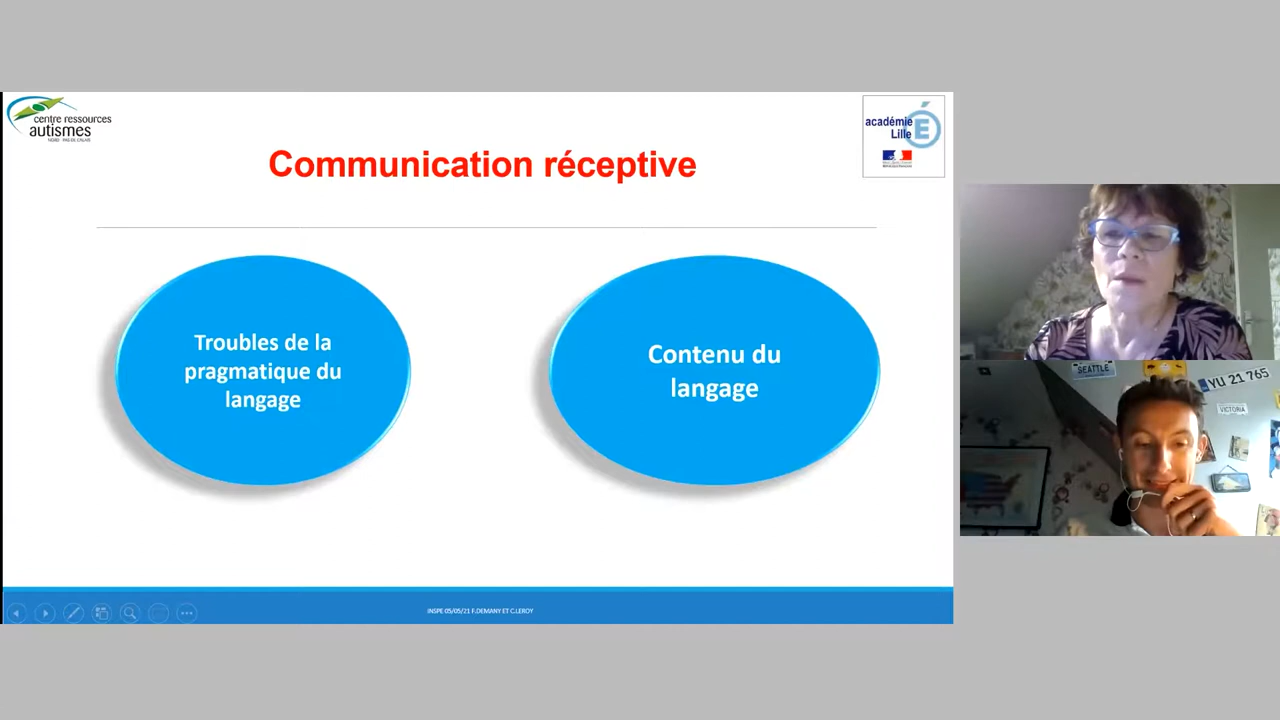 centre ressources
autismes
NORD - PAS DE CALAIS
académie
Lille
É
Communication réceptive
Troubles de la
pragmatique du
langage
Contenu du
langage
INSPE 05/05/21 F.DEMANY ET C.LEROY
SEATTLE
YU 21 765
VICTORIA